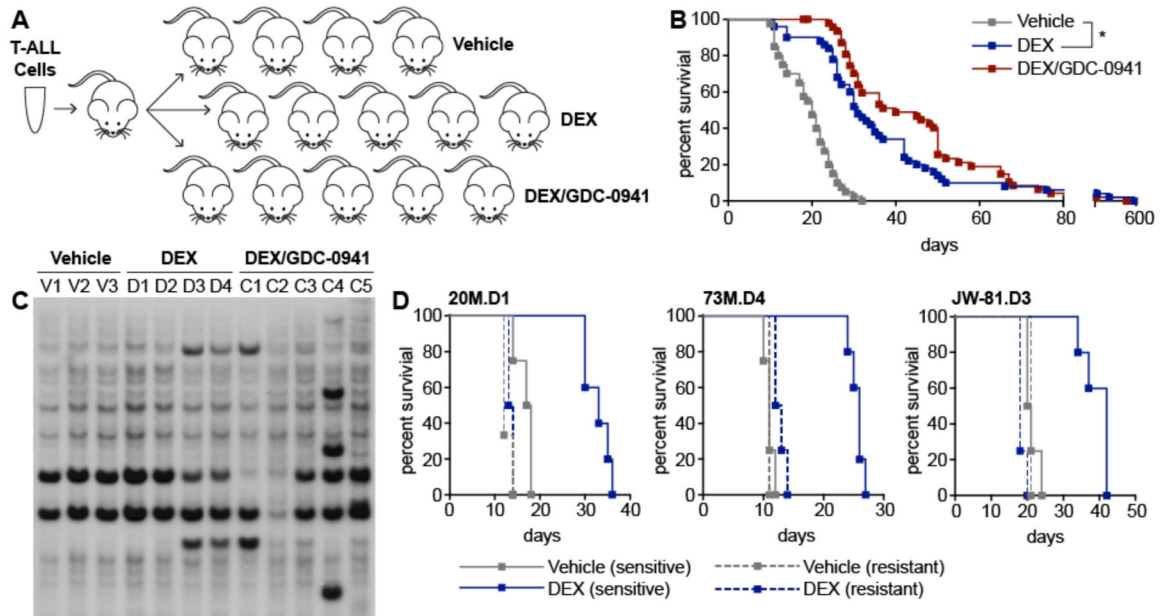 A
T-ALL
Cells
Vehicle
DEX
DEX/GDC-0941
B
percent survivial
100
80
60
40
20
0
0 20 40 60 80 600
days
Vehicle
DEX
DEX/GDC-0941
*
C
Vehicle DEX DEX/GDC-0941
V1 V2 V3 D1 D2 D3 D4 C1 C2 C3 C4 C5
D
20M.D1
percent survivial
100
80
60
40
20
0
0 10 20 30 40
days
73M.D4
percent survivial
100
80
60
40
20
0
0 10 20 30
days
JW-81.D3
percent survivial
100
80
60
40
20
0
0 10 20 30 40 50
days
Vehicle (sensitive) Vehicle (resistant)
DEX (sensitive) DEX (resistant)